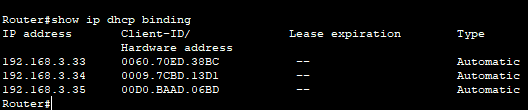 Router#show ip dhcp binding
IP address Client-ID/ Lease expiration Type
Hardware address
192.168.3.33 0060.70ED.38BC -- Automatic
192.168.3.34 0009.7CBD.13D1 -- Automatic
192.168.3.35 00D0.BAAD.06BD -- Automatic
Router#